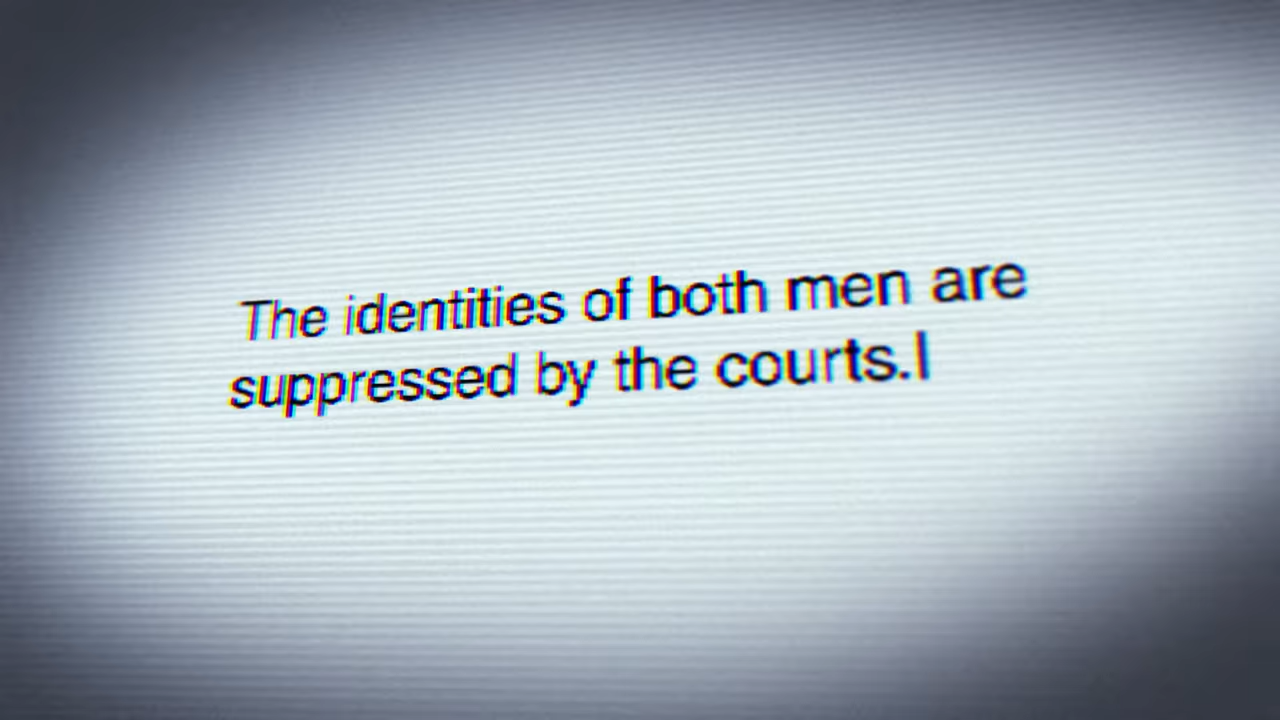 The identities of both men are
suppressed by the courts.